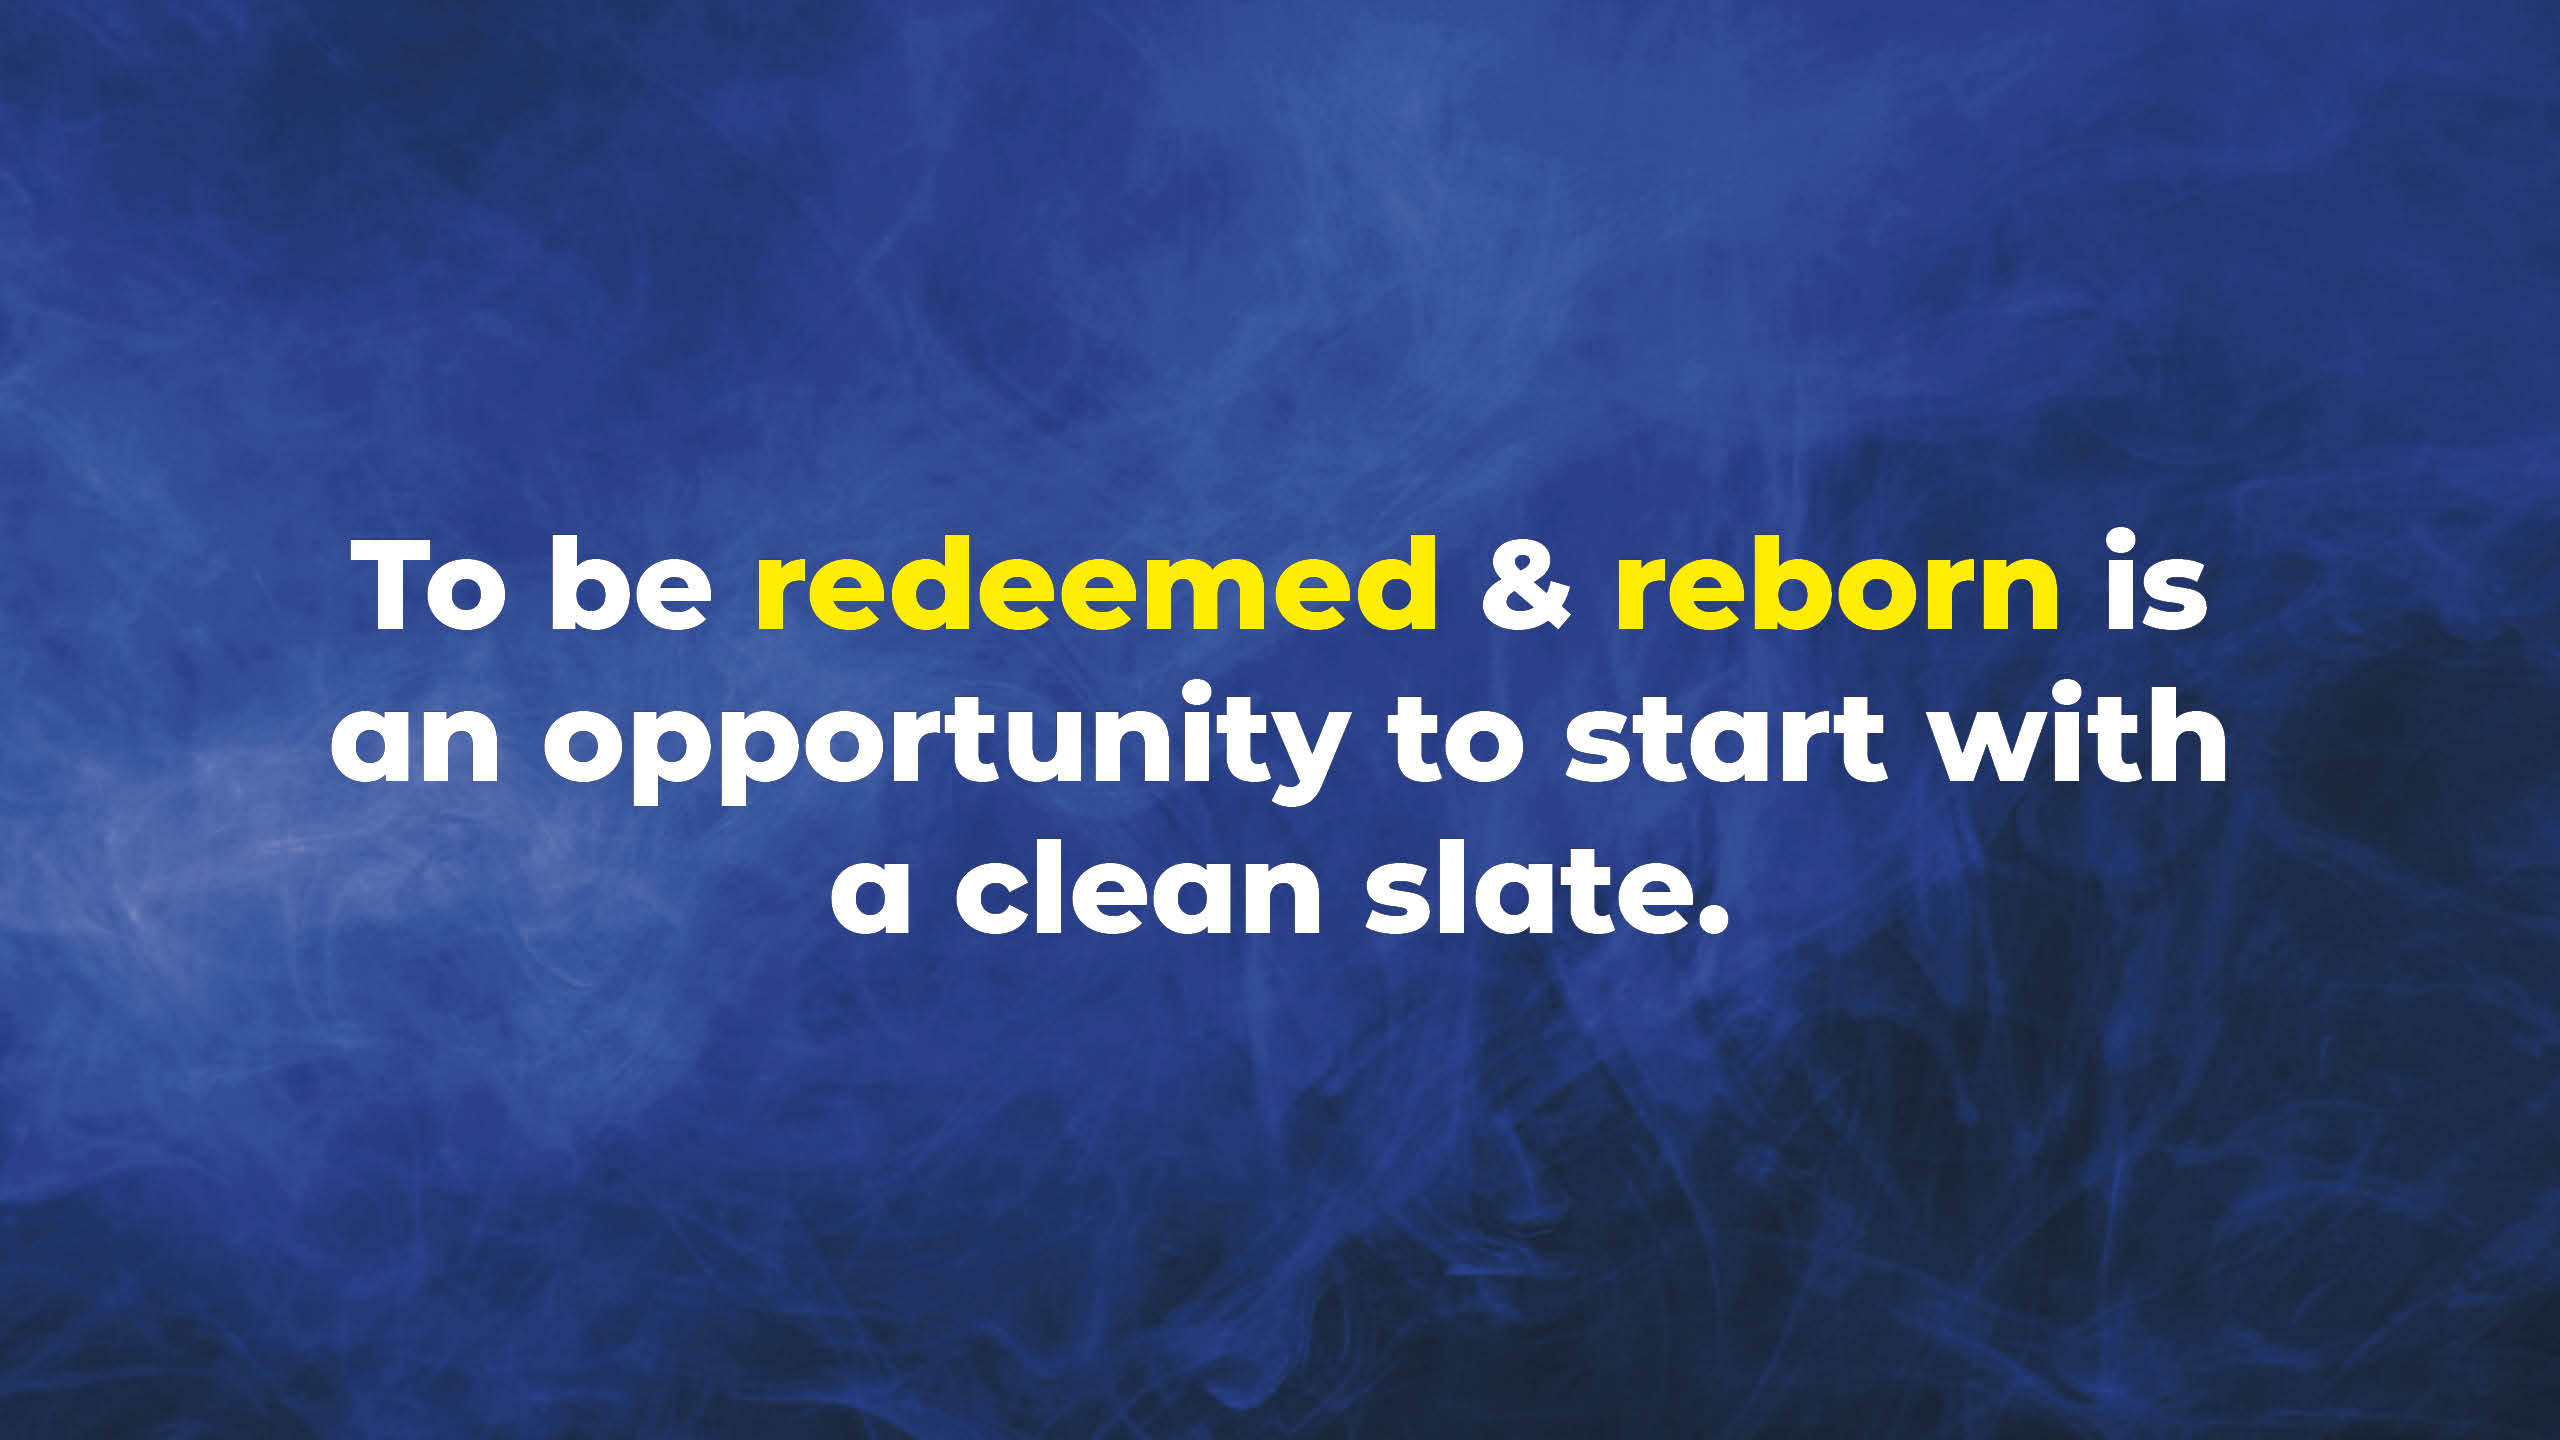 To be redeemed & reborn is
an opportunity to start with
a clean slate.